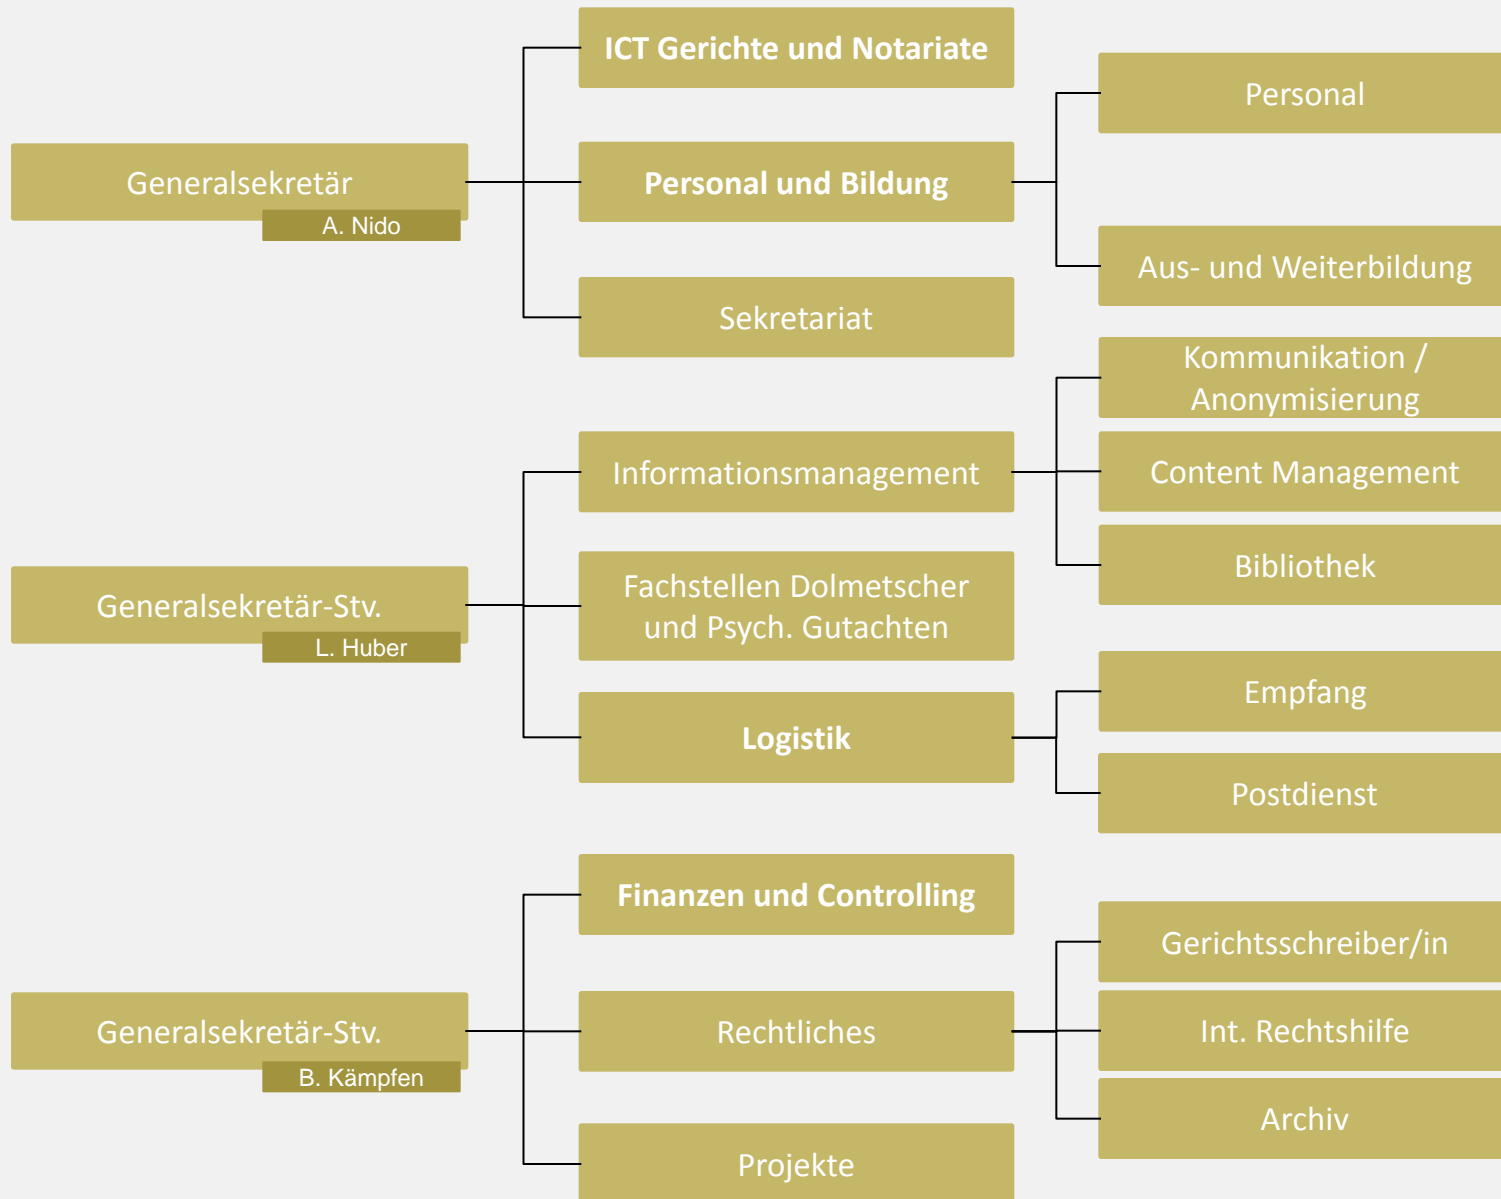 Generalsekretär
A. Nido
ICT Gerichte und Notariate
Personal und Bildung
Personal
Aus- und Weiterbildung
Sekretariat
Generalsekretär-Stv.
L. Huber
Informationsmanagement
Kommunikation /
Anonymisierung
Content Management
Bibliothek
Fachstellen Dolmetscher
und Psych. Gutachten
Logistik
Empfang
Postdienst
Generalsekretär-Stv.
B. Kämpfen
Finanzen und Controlling
Rechtliches
Gerichtsschreiber/in
Int. Rechtshilfe
Archiv
Projekte